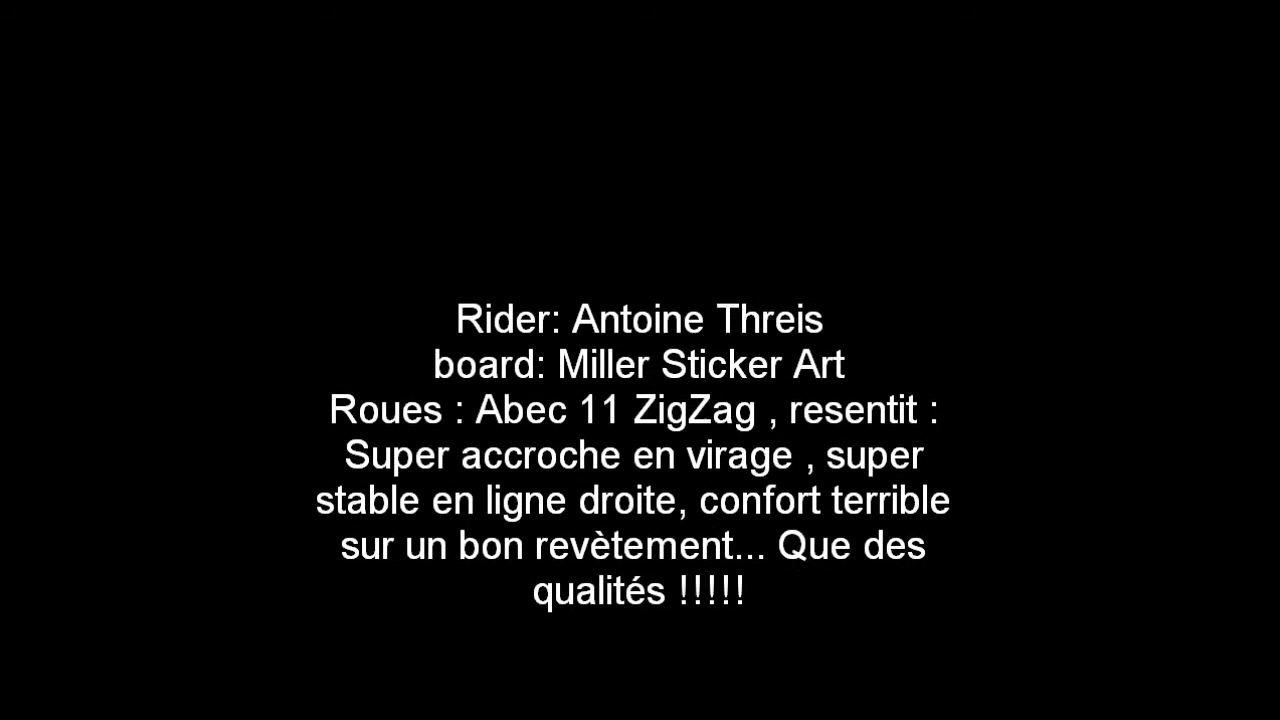 Rider: Antoine Threis
board: Miller Sticker Art
Roues : Abec 11 ZigZag , resentit :
Super accroche en virage , super
stable en ligne droite, confort terrible
sur un bon revètement... Que des
qualités !!!!!